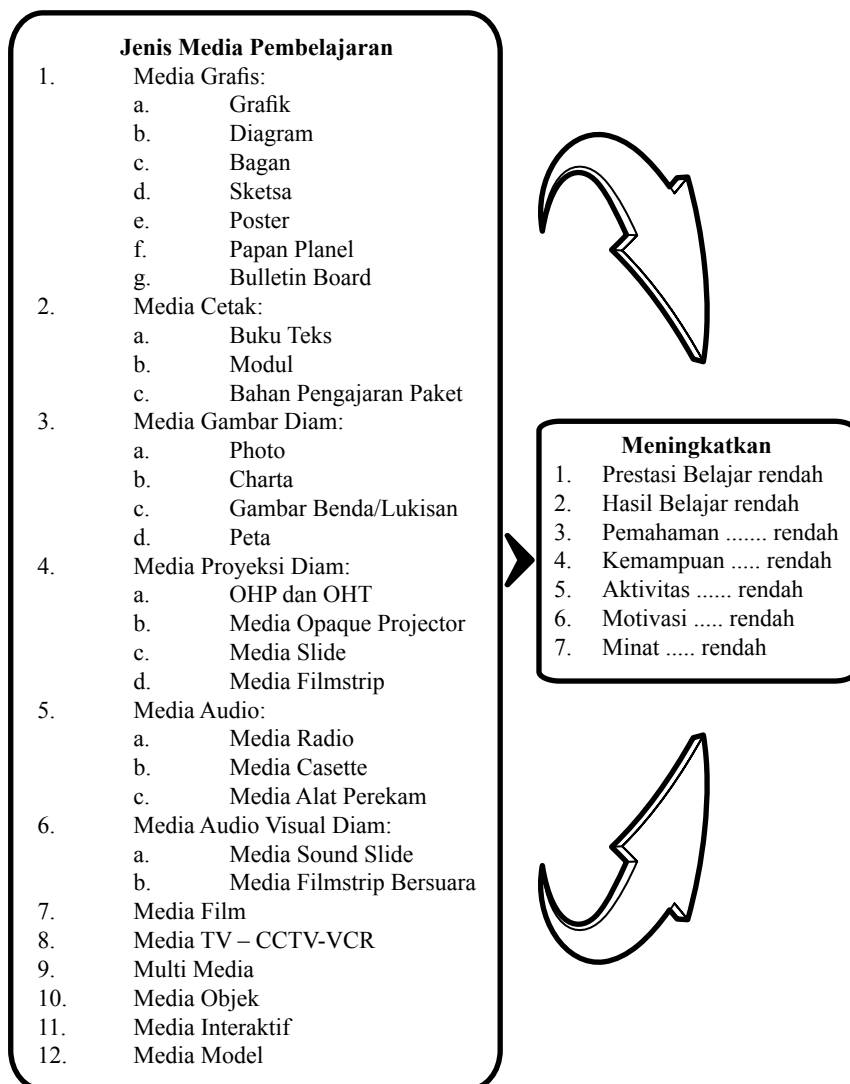 Jenis Media Pembelajaran
1. Media Grafis:
a. Grafik
b. Diagram
c. Bagan
d. Sketsa
e. Poster
f. Papan Planel
g. Bulletin Board
2. Media Cetak:
a. Buku Teks
b. Modul
c. Bahan Pengajaran Paket
3. Media Gambar Diam:
a. Photo
b. Charta
c. Gambar Benda/Lukisan
d. Peta
4. Media Proyeksi Diam:
a. OHP dan OHT
b. Media Opaque Projector
c. Media Slide
d. Media Filmstrip
5. Media Audio:
a. Media Radio
b. Media Casette
c. Media Alat Perekam
6. Media Audio Visual Diam:
a. Media Sound Slide
b. Media Filmstrip Bersuara
7. Media Film
8. Media TV – CCTV-VCR
9. Multi Media
10. Media Objek
11. Media Interaktif
12. Media Model
Meningkatkan
1. Prestasi Belajar rendah
2. Hasil Belajar rendah
3. Pemahaman ....... rendah
4. Kemampuan ..... rendah
5. Aktivitas ...... rendah
6. Motivasi ..... rendah
7. Minat ..... rendah